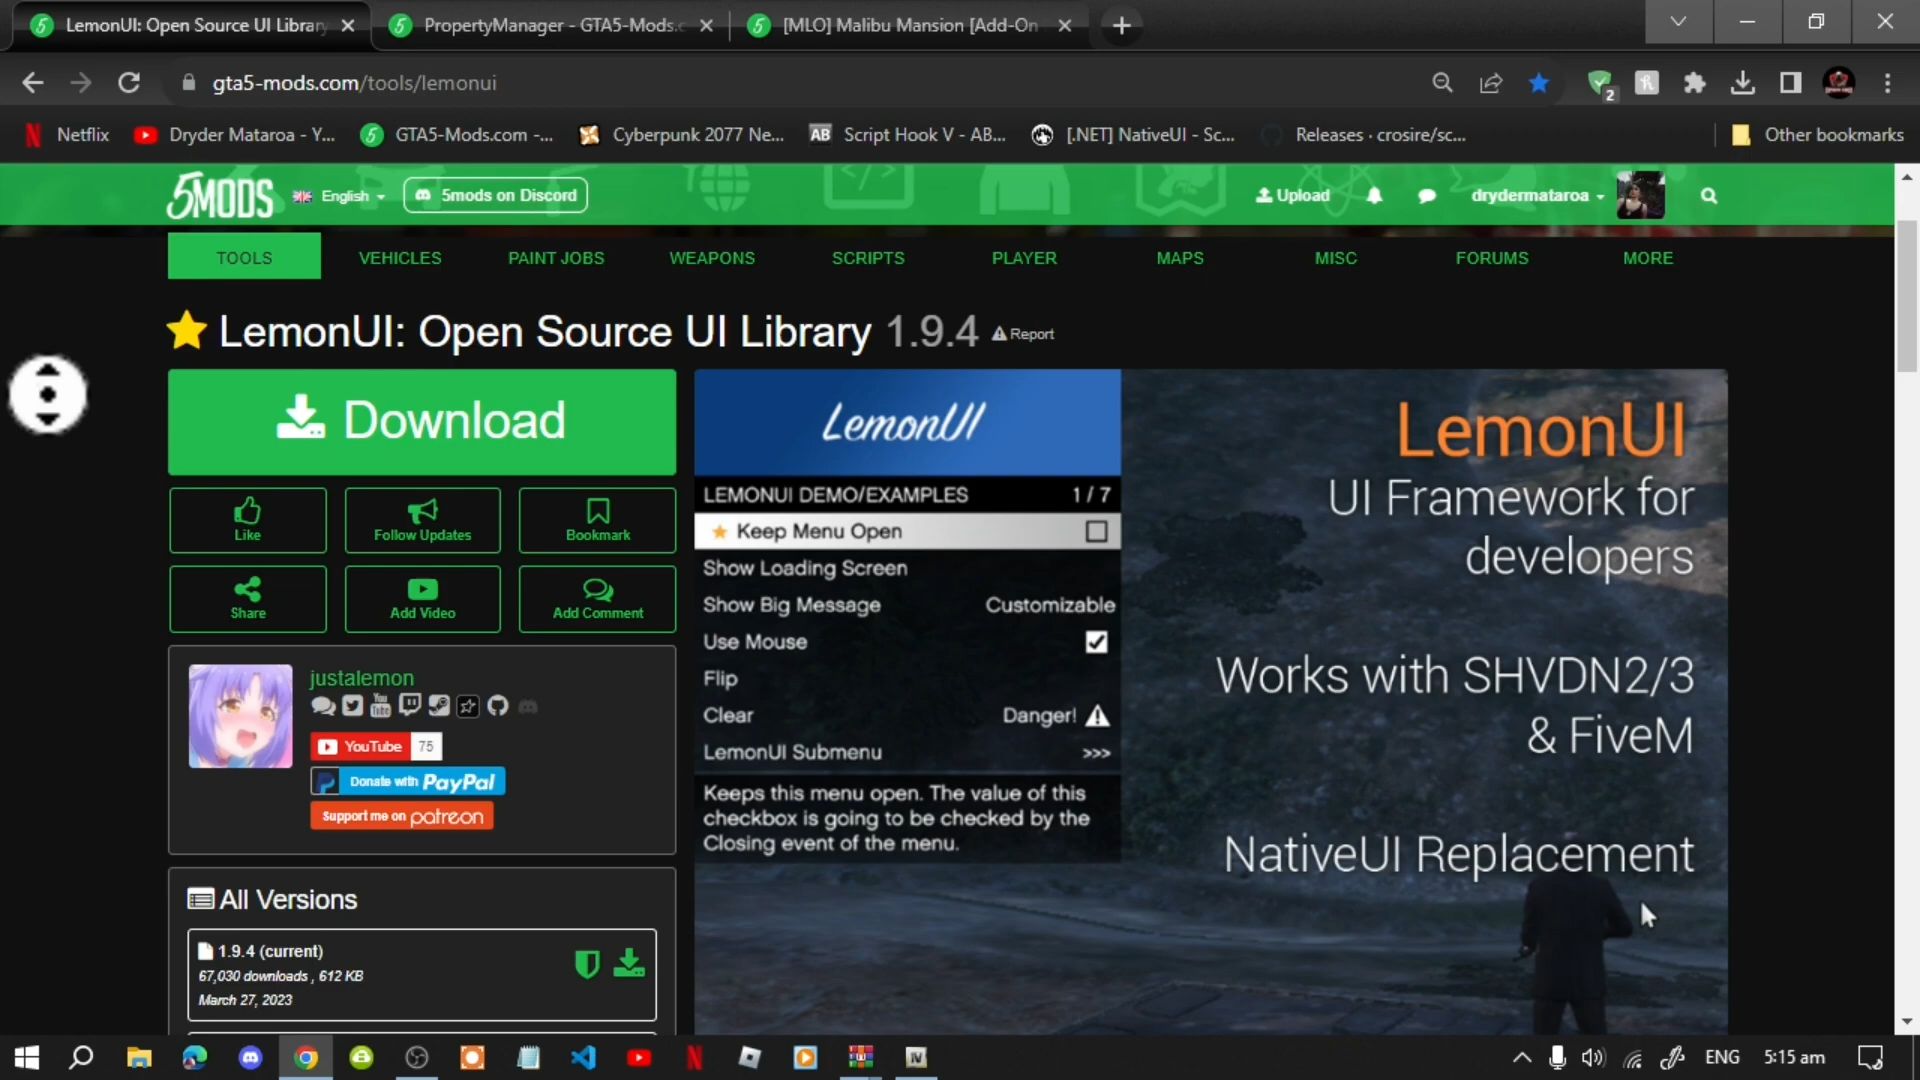 LemonUI: Open Source UI Librar
PropertyManager - GTA5-Mods.c
[MLO] Malibu Mansion [Add-On
gta5-mods.com/tools/lemonui
2
Netflix
Dryder Mataroa - Y...
GTA5-Mods.com -...
Cyberpunk 2077 Ne...
AB Script Hook V - AB...
[.NET] NativeUI - Sc...
Releases · crosire/sc...
Other bookmarks
5MODS
English
5mods on Discord
Upload
drydermataroa
TOOLS
VEHICLES
PAINT JOBS
WEAPONS
SCRIPTS
PLAYER
MAPS
MISC
FORUMS
MORE
LemonUI: Open Source UI Library 1.9.4 Report
Download
Like
Follow Updates
Bookmark
Share
Add Video
Add Comment
justalemon
YouTube 75
Donate with PayPal
Support me on patreon
All Versions
1.9.4 (current)
67,030 downloads , 612 KB
March 27, 2023
LemonUI
LEMONUI DEMO/EXAMPLES 1 / 7
Keep Menu Open
Show Loading Screen
Show Big Message Customizable
Use Mouse
Flip
Clear Danger!
LemonUI Submenu >>>
Keeps this menu open. The value of this
checkbox is going to be checked by the
Closing event of the menu.
LemonUI
UI Framework for
developers
Works with SHVDN2/3
& FiveM
NativeUI Replacement
IV
ENG
5:15 am